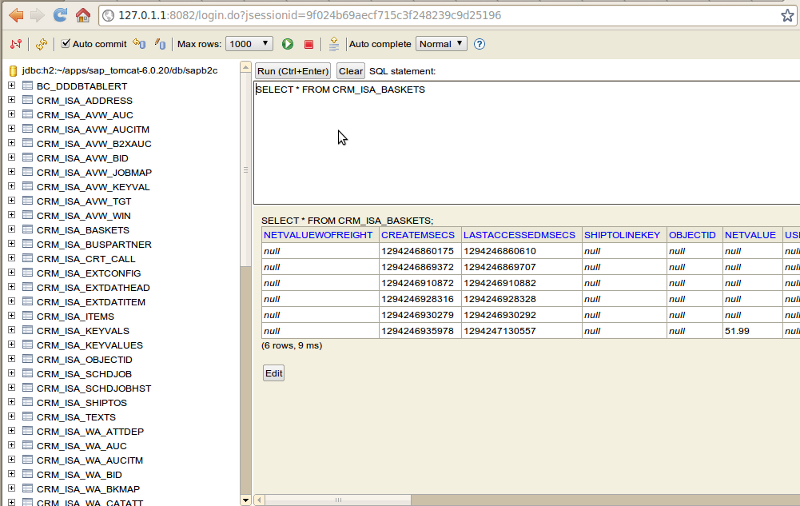 127.0.1.1:8082/login.do?jsessionid=9f024b69aecf715c3f248239c9d25196
Auto commit Max rows: 1000 Auto complete Normal
jdbc:h2:~/apps/sap_tomcat-6.0.20/db/sapb2c
BC_DDDBTABLERT
CRM_ISA_ADDRESS
CRM_ISA_AVW_AUC
CRM_ISA_AVW_AUCITM
CRM_ISA_AVW_B2XAUC
CRM_ISA_AVW_BID
CRM_ISA_AVW_JOBMAP
CRM_ISA_AVW_KEYVAL
CRM_ISA_AVW_TGT
CRM_ISA_AVW_WIN
CRM_ISA_BASKETS
CRM_ISA_BUSPARTNER
CRM_ISA_CRT_CALL
CRM_ISA_EXTCONFIG
CRM_ISA_EXTDATHEAD
CRM_ISA_EXTDATITEM
CRM_ISA_ITEMS
CRM_ISA_KEYVALS
CRM_ISA_KEYVALUES
CRM_ISA_OBJECTID
CRM_ISA_SCHDJOB
CRM_ISA_SCHDJOBHST
CRM_ISA_SHIPTOS
CRM_ISA_TEXTS
CRM_ISA_WA_ATTDEP
CRM_ISA_WA_AUC
CRM_ISA_WA_AUCITM
CRM_ISA_WA_BID
CRM_ISA_WA_BKMAP
CRM_ISA_WA_CATATT
Run (Ctrl+Enter) Clear SQL statement:
SELECT * FROM CRM_ISA_BASKETS
SELECT * FROM CRM_ISA_BASKETS;
NETVALUEWOFREIGHT CREATEMSECS LASTACCESSEDMSECS SHIPTOLINEKEY OBJECTID NETVALUE
null 1294246860175 1294246860610 null null null null
null 1294246869372 1294246869707 null null null null
null 1294246910872 1294246910882 null null null null
null 1294246928316 1294246928328 null null null null
null 1294246930279 1294246930292 null null null null
null 1294246935978 1294247130557 null null 51.99 null
(6 rows, 9 ms)
Edit